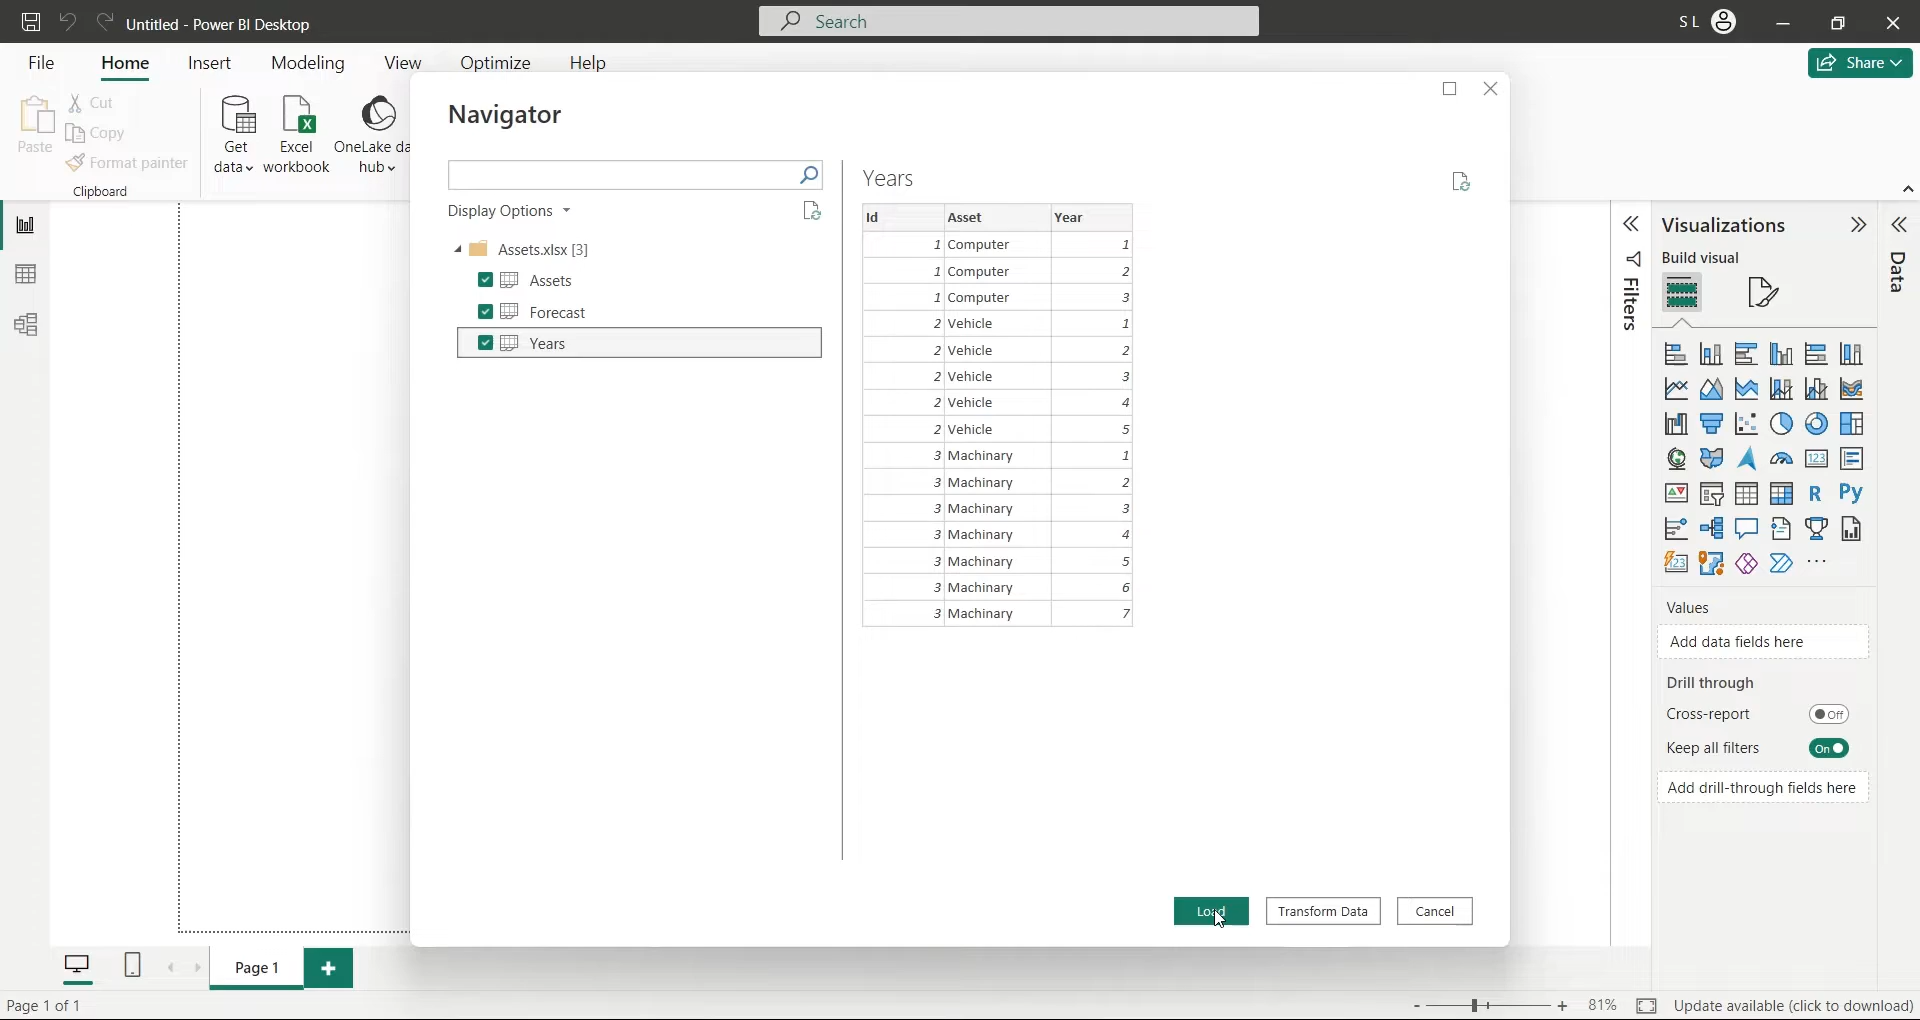 Untitled - Power BI Desktop
Search
S L
File Home Insert Modeling View Optimize Help
Share
Paste
Cut
Copy
Format painter
Clipboard
Get data
Excel workbook
OneLake da
hub
Navigator
Display Options
Assets.xlsx [3]
Assets
Forecast
Years
Years
Id Asset Year
1 Computer 1
1 Computer 2
1 Computer 3
2 Vehicle 1
2 Vehicle 2
2 Vehicle 3
2 Vehicle 4
2 Vehicle 5
3 Machinary 1
3 Machinary 2
3 Machinary 3
3 Machinary 4
3 Machinary 5
3 Machinary 6
3 Machinary 7
Load
Transform Data
Cancel
Filters
Visualizations
Build visual
123
R
Py
123
Values
Add data fields here
Drill through
Cross-report
Off
Keep all filters
On
Add drill-through fields here
Data
Page 1
Page 1 of 1
- + 81%
Update available (click to download)